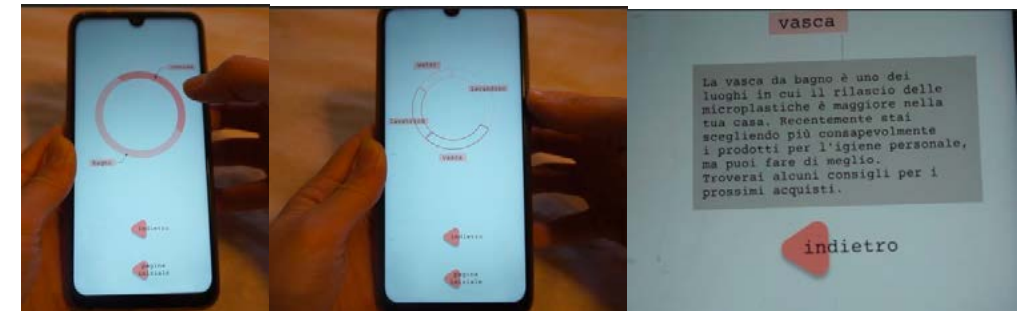 cucina
bagno
indietro
pagina
iniziale
water
lavandino
lavatrice
vasca
indietro
pagina
iniziale
vasca
La vasca da bagno è uno dei
luoghi in cui il rilascio delle
microplastiche è maggiore nella
tua casa. Recentemente stai
scegliendo più consapevolmente
i prodotti per l'igiene personale,
ma puoi fare di meglio.
Troverai alcuni consigli per i
prossimi acquisti.
indietro